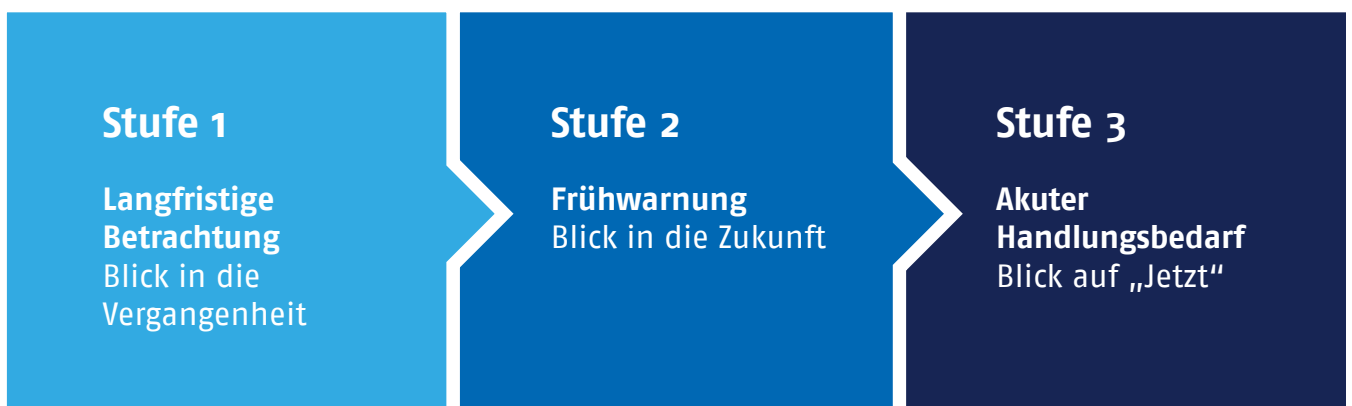 Stufe 1
Langfristige
Betrachtung
Blick in die
Vergangenheit
Stufe 2
Frühwarnung
Blick in die Zukunft
Stufe 3
Akuter
Handlungsbedarf
Blick auf „Jetzt“